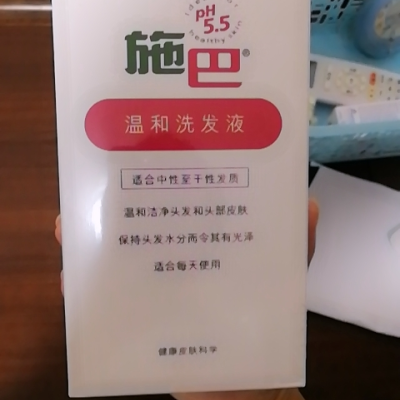 pH
5.5
healthy skin
施巴®
温和洗发液
适合中性至干性发质
温和洁净头发和头部皮肤
保持头发水分而令其有光泽
适合每天使用
健康皮肤科学